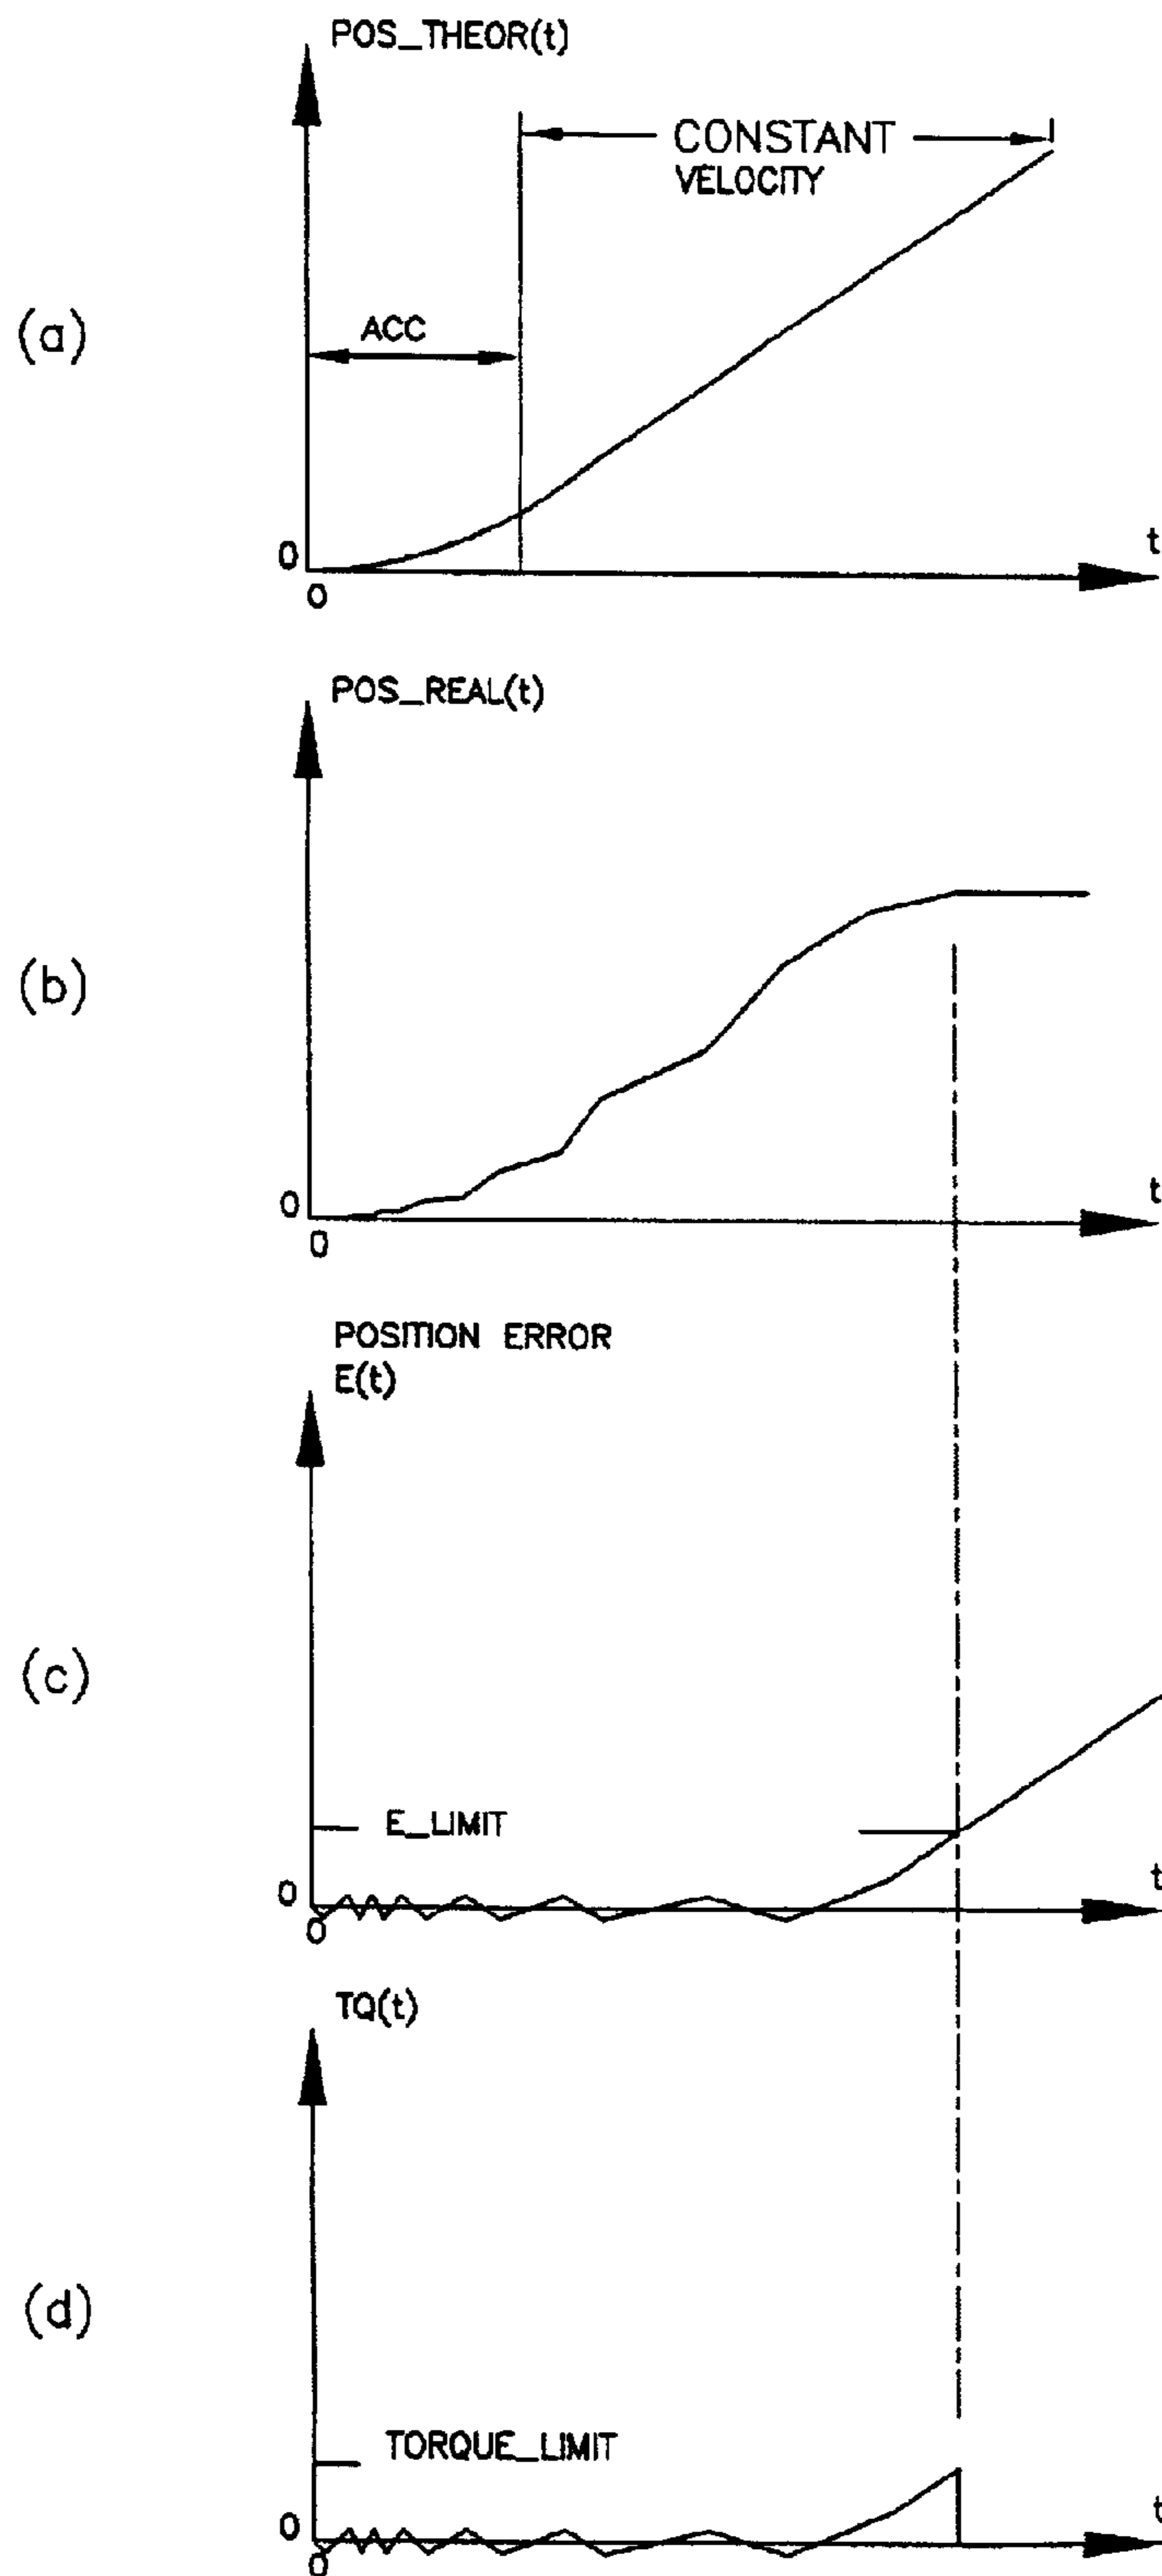 POS_THEOR(t)
CONSTANT
VELOCITY
(a)
ACC
0
t
0
POS_REAL(t)
(b)
0
t
0
POSITION ERROR
E(t)
(c)
E_LIMIT
0
t
0
TQ(t)
(d)
TORQUE_LIMIT
0
t
0